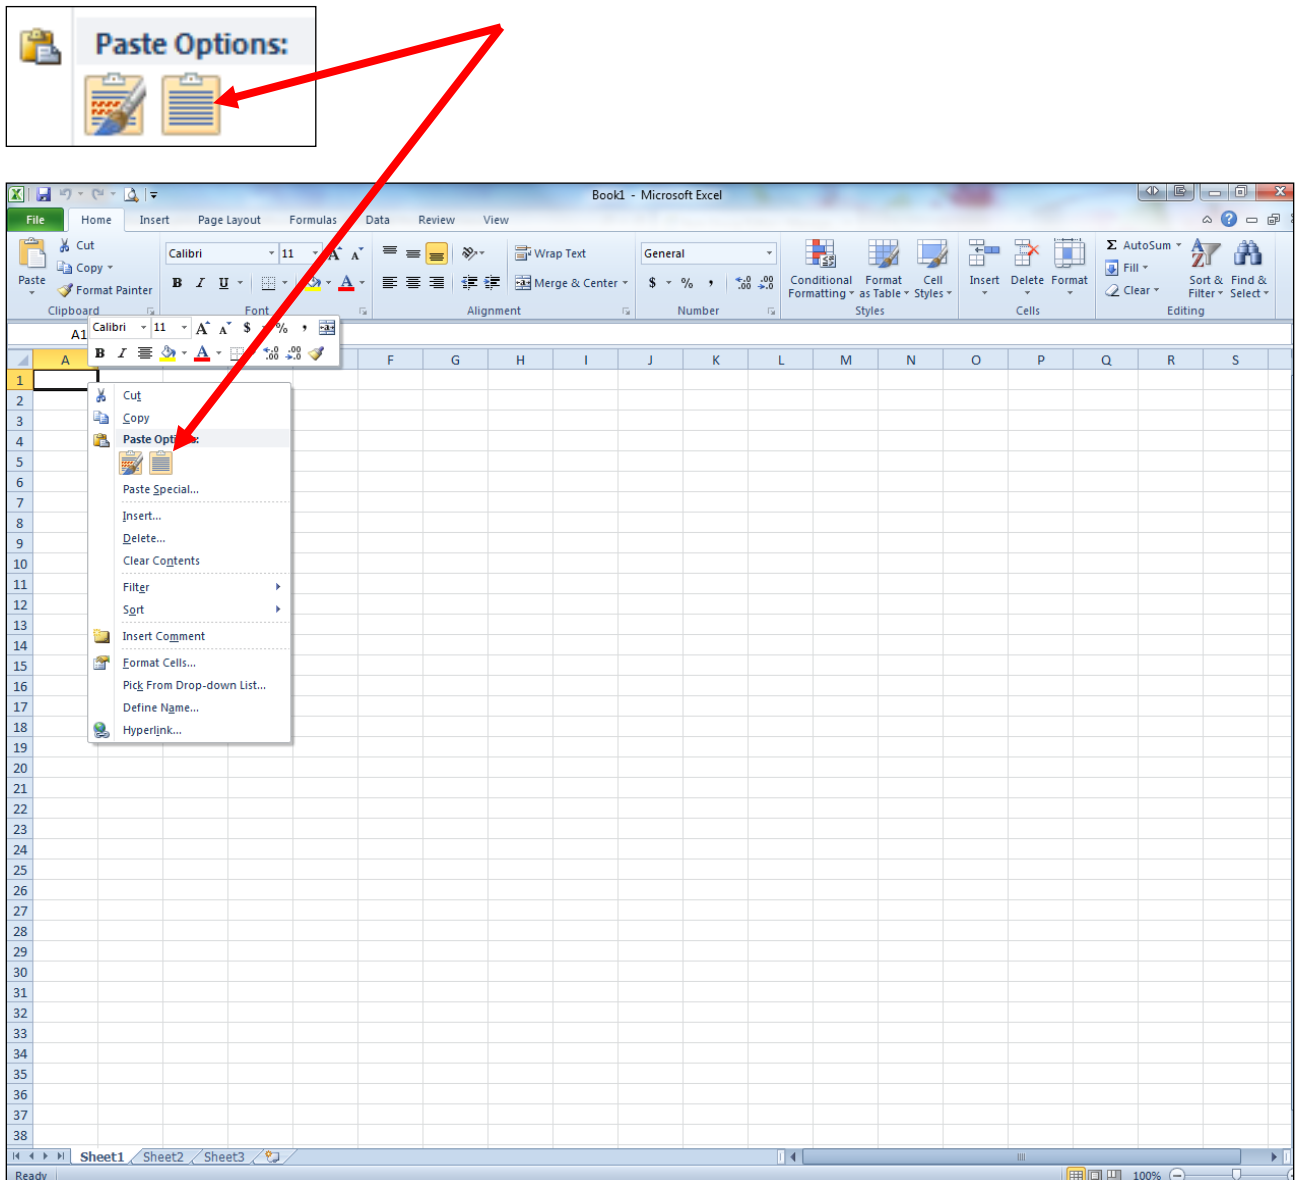 Paste Options:
Book1 - Microsoft Excel
File Home Insert Page Layout Formulas Data Review View
Cut
Copy
Format Painter
Paste
Clipboard
Calibri 11
B I U A
Font
Wrap Text
Merge & Center
Alignment
General
$ % ,
Number
Conditional Formatting
Format as Table
Cell Styles
Styles
Insert Delete Format
Cells
Σ AutoSum
Fill
Clear
Sort & Filter
Find & Select
Editing
A1
Calibri 11 A A $ % ,
B I A
A F G H I J K L M N O P Q R S
1
2
3
4
5
6
7
8
9
10
11
12
13
14
15
16
17
18
19
20
21
22
23
24
25
26
27
28
29
30
31
32
33
34
35
36
37
38
Cut
Copy
Paste Options:
Paste Special...
Insert...
Delete...
Clear Contents
Filter
Sort
Insert Comment
Format Cells...
Pick From Drop-down List...
Define Name...
Hyperlink...
Sheet1 Sheet2 Sheet3
Ready 100%